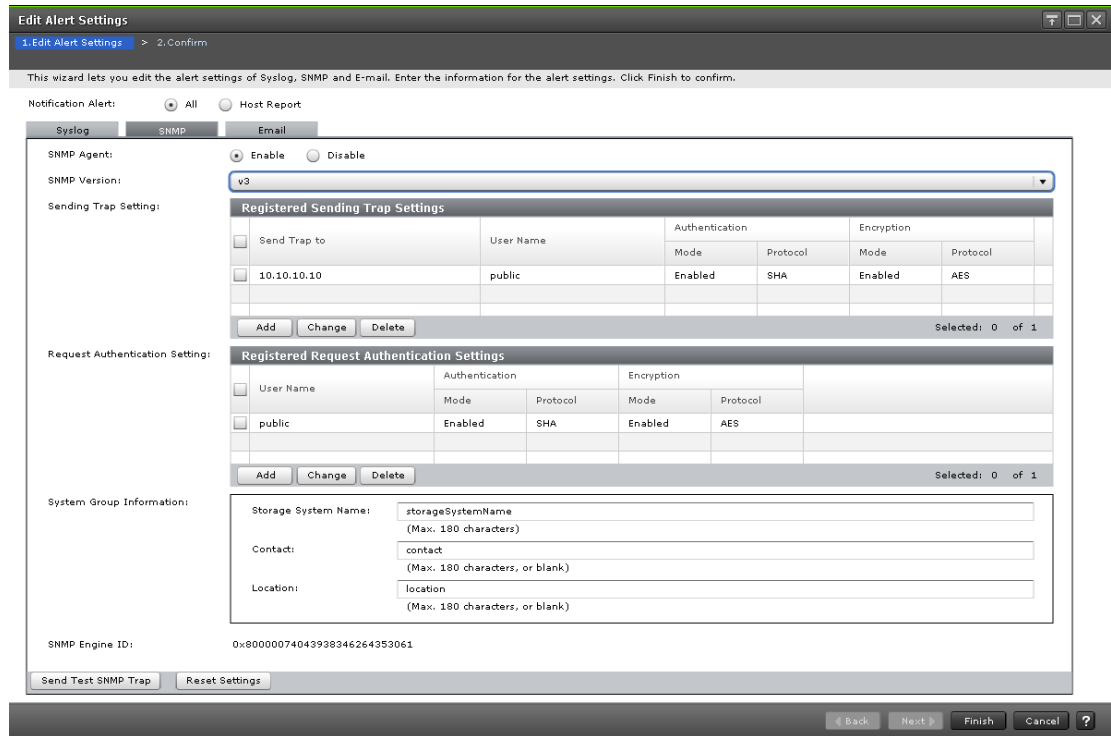 Edit Alert Settings
1.Edit Alert Settings > 2.Confirm
This wizard lets you edit the alert settings of Syslog, SNMP and E-mail. Enter the information for the alert settings. Click Finish to confirm.
Notification Alert: All Host Report
Syslog SNMP Email
SNMP Agent: Enable Disable
SNMP Version: v3
Sending Trap Setting: Registered Sending Trap Settings
Send Trap to User Name Authentication Encryption
Mode Protocol Mode Protocol
10.10.10.10 public Enabled SHA Enabled AES
Add Change Delete Selected: 0 of 1
Request Authentication Setting: Registered Request Authentication Settings
User Name Authentication Encryption
Mode Protocol Mode Protocol
public Enabled SHA Enabled AES
Add Change Delete Selected: 0 of 1
System Group Information:
Storage System Name: storageSystemName
(Max. 180 characters)
Contact: contact
(Max. 180 characters, or blank)
Location: location
(Max. 180 characters, or blank)
SNMP Engine ID: 0x80000074043938346264353061
Send Test SNMP Trap Reset Settings
Back Next Finish Cancel ?